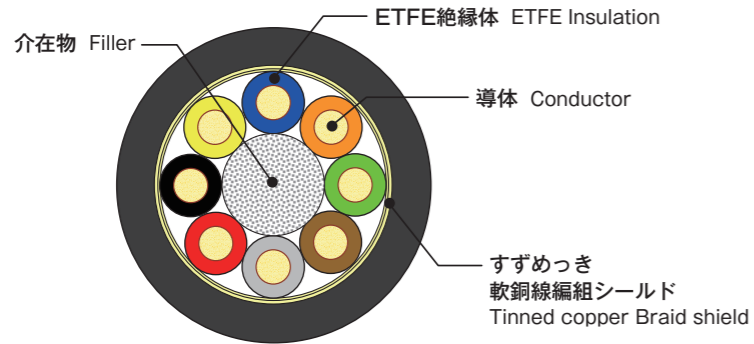 ETFE絶縁体 ETFE Insulation
介在物 Filler
導体 Conductor
すずめっき
軟銅線編組シールド
Tinned copper Braid shield